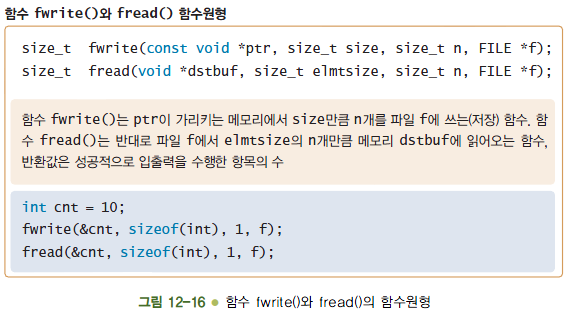 함수 fwrite()와 fread() 함수원형
size_t  fwrite(const void *ptr, size_t size, size_t n, FILE *f);
size_t  fread(void *dstbuf, size_t elmtsize, size_t n, FILE *f);
함수 fwrite()는 ptr이 가리키는 메모리에서 size만큼 n개를 파일 f에 쓰는(저장) 함수. 함
수 fread()는 반대로 파일 f에서 elmtsize의 n개만큼 메모리 dstbuf에 읽어오는 함수,
반환값은 성공적으로 입출력을 수행한 항목의 수
int cnt = 10;
fwrite(&cnt, sizeof(int), 1, f);
fread(&cnt, sizeof(int), 1, f);
그림 12-16 ● 함수 fwrite()와 fread()의 함수원형